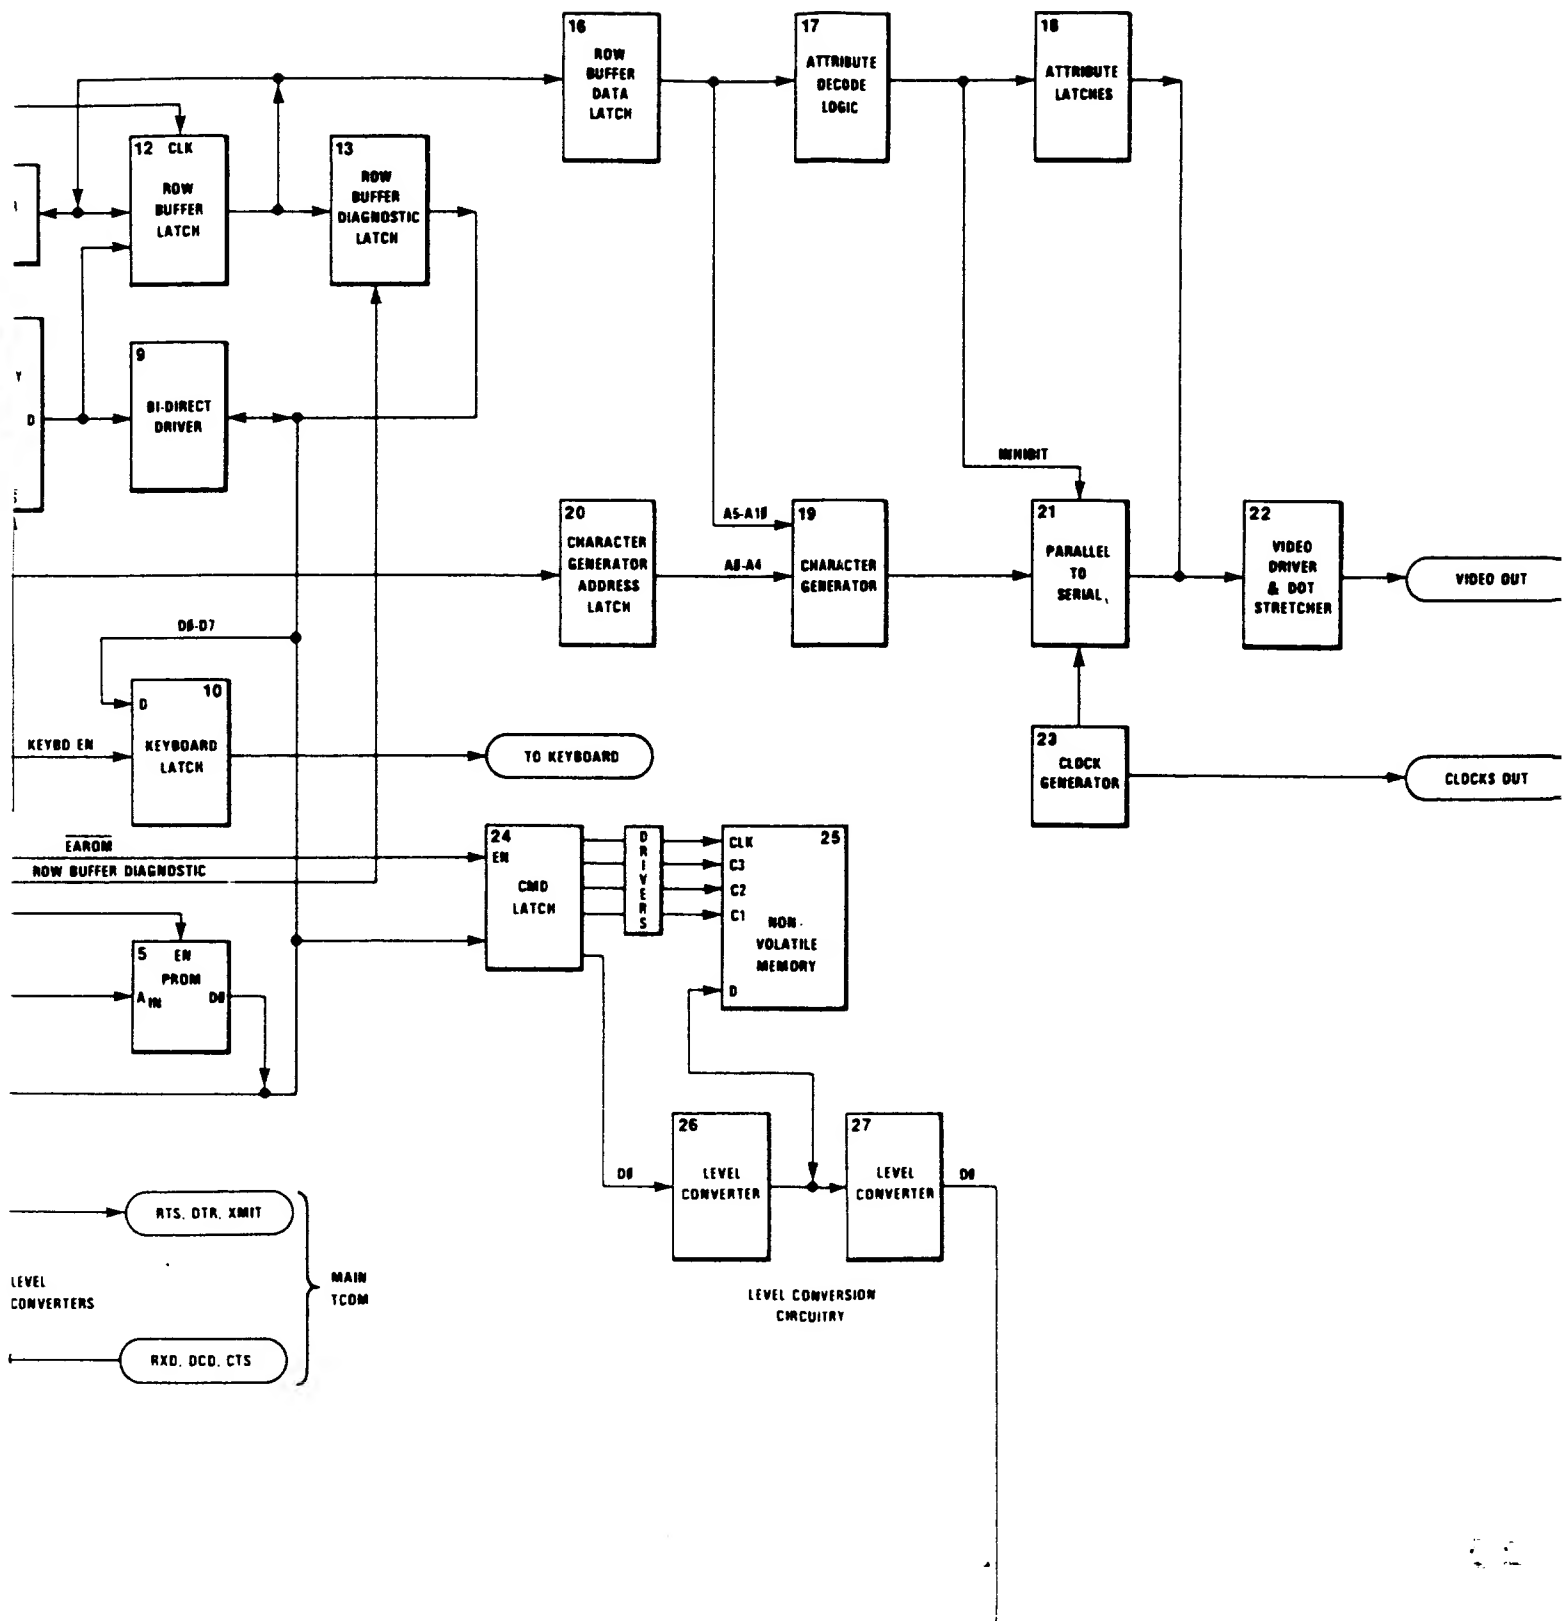 16
ROW
BUFFER
DATA
LATCH
17
ATTRIBUTE
DECODE
LOGIC
18
ATTRIBUTE
LATCHES
12 CLK
ROW
BUFFER
LATCH
13
ROW
BUFFER
DIAGNOSTIC
LATCH
Y
D
9
BI-DIRECT
DRIVER
INHIBIT
20
CHARACTER
GENERATOR
ADDRESS
LATCH
A5-A10
A0-A4
19
CHARACTER
GENERATOR
21
PARALLEL
TO
SERIAL
22
VIDEO
DRIVER
& DOT
STRETCHER
VIDEO OUT
D0-D7
10
D
KEYBOARD
LATCH
KEYBD EN
TO KEYBOARD
23
CLOCK
GENERATOR
CLOCKS OUT
EAROM
ROW BUFFER DIAGNOSTIC
24
EN
CMD
LATCH
DRIVERS
25
CLK
C3
C2
C1
NON-
VOLATILE
MEMORY
D
5 EN
PROM
A IN D0
D0
26
LEVEL
CONVERTER
27
LEVEL
CONVERTER
D0
LEVEL CONVERSION
CIRCUITRY
RTS, DTR, XMIT
LEVEL
CONVERTERS
MAIN
TCOM
RXD, DCD, CTS